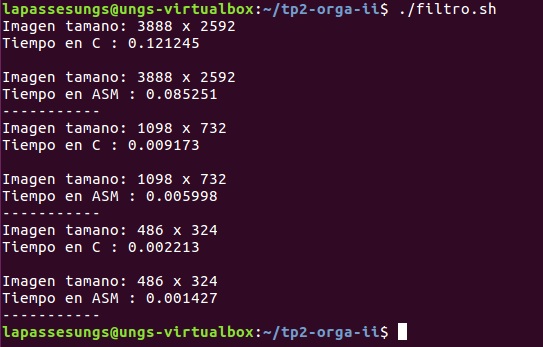 lapassesungs@ungs-virtualbox:~/tp2-orga-ii$ ./filtro.sh
Imagen tamano: 3888 x 2592
Tiempo en C : 0.121245
Imagen tamano: 3888 x 2592
Tiempo en ASM : 0.085251
-----------
Imagen tamano: 1098 x 732
Tiempo en C : 0.009173
Imagen tamano: 1098 x 732
Tiempo en ASM : 0.005998
-----------
Imagen tamano: 486 x 324
Tiempo en C : 0.002213
Imagen tamano: 486 x 324
Tiempo en ASM : 0.001427
-----------
lapassesungs@ungs-virtualbox:~/tp2-orga-ii$